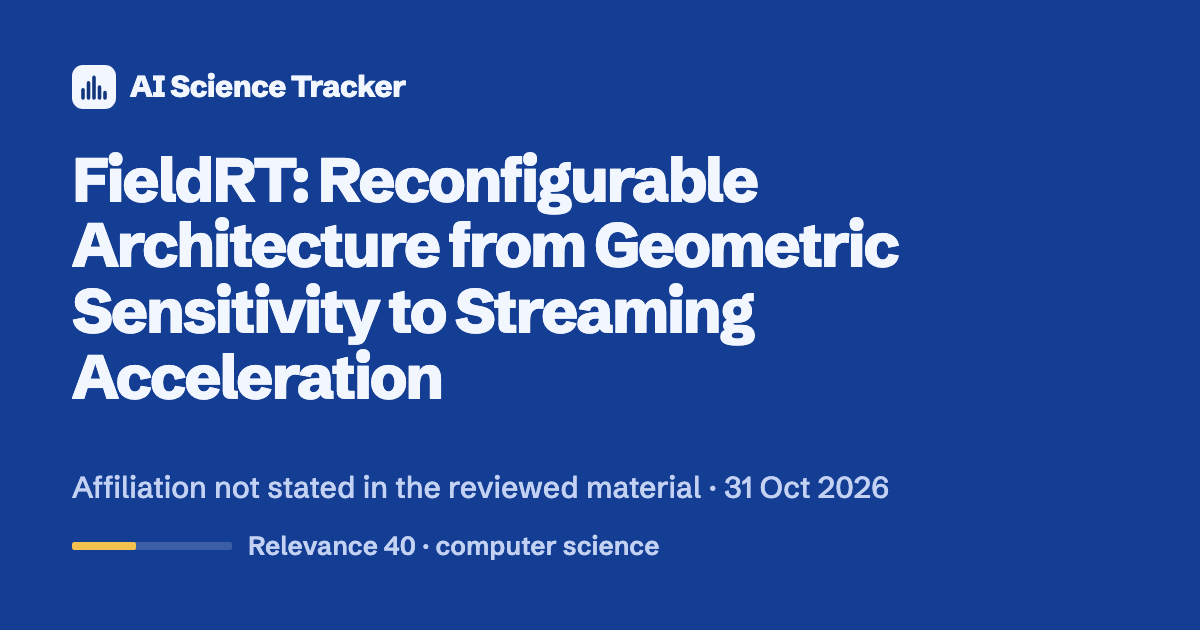 AI Science Tracker
FieldRT: Reconfigurable
Architecture from Geometric
Sensitivity to Streaming
Acceleration
Affiliation not stated in the reviewed material · 31 Oct 2026
Relevance 40 · computer science